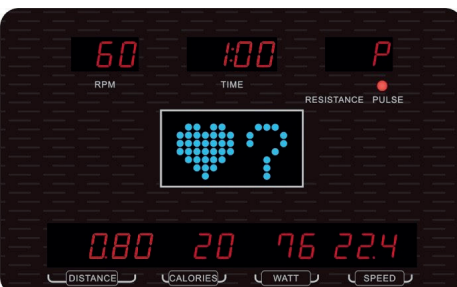 60 1:00 P
RPM TIME
RESISTANCE PULSE
?
0.80 20 76 22.4
DISTANCE CALORIES WATT SPEED